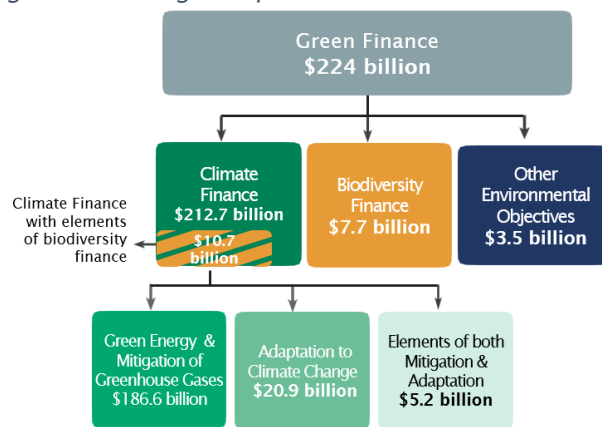 Green Finance
$224 billion
Climate
Finance
$212.7 billion
$10.7
billion
Biodiversity
Finance
$7.7 billion
Other
Environmental
Objectives
$3.5 billion
Climate Finance
with elements
of biodiversity
finance
Green Energy &
Mitigation of
Greenhouse Gases
$186.6 billion
Adaptation to
Climate Change
$20.9 billion
Elements of both
Mitigation &
Adaptation
$5.2 billion